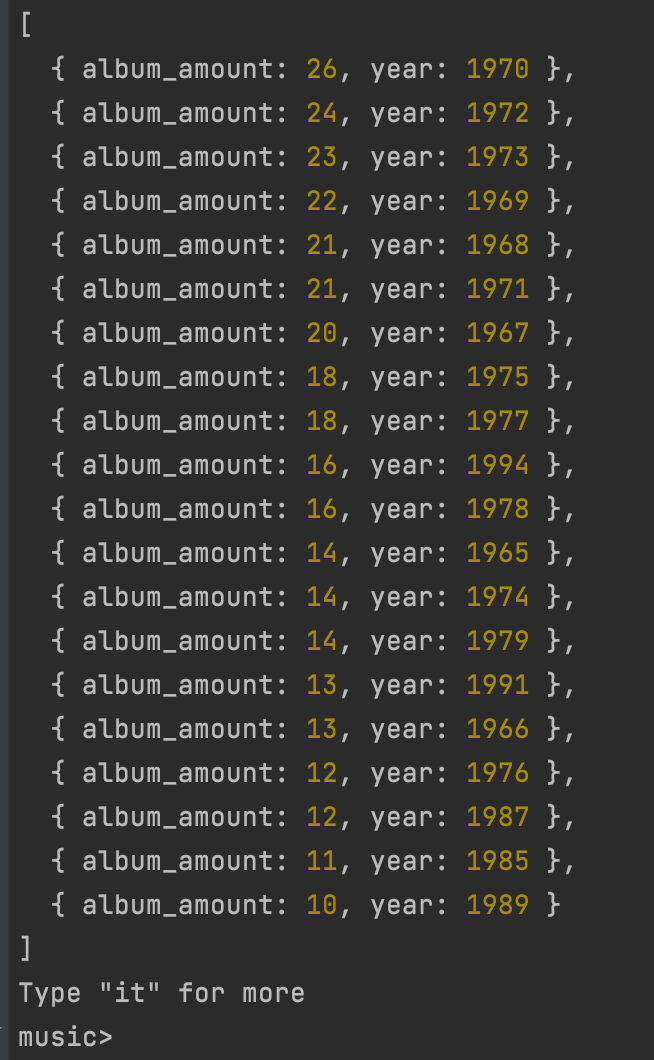 [
  { album_amount: 26, year: 1970 },
  { album_amount: 24, year: 1972 },
  { album_amount: 23, year: 1973 },
  { album_amount: 22, year: 1969 },
  { album_amount: 21, year: 1968 },
  { album_amount: 21, year: 1971 },
  { album_amount: 20, year: 1967 },
  { album_amount: 18, year: 1975 },
  { album_amount: 18, year: 1977 },
  { album_amount: 16, year: 1994 },
  { album_amount: 16, year: 1978 },
  { album_amount: 14, year: 1965 },
  { album_amount: 14, year: 1974 },
  { album_amount: 14, year: 1979 },
  { album_amount: 13, year: 1991 },
  { album_amount: 13, year: 1966 },
  { album_amount: 12, year: 1976 },
  { album_amount: 12, year: 1987 },
  { album_amount: 11, year: 1985 },
  { album_amount: 10, year: 1989 }
]
Type "it" for more
music>